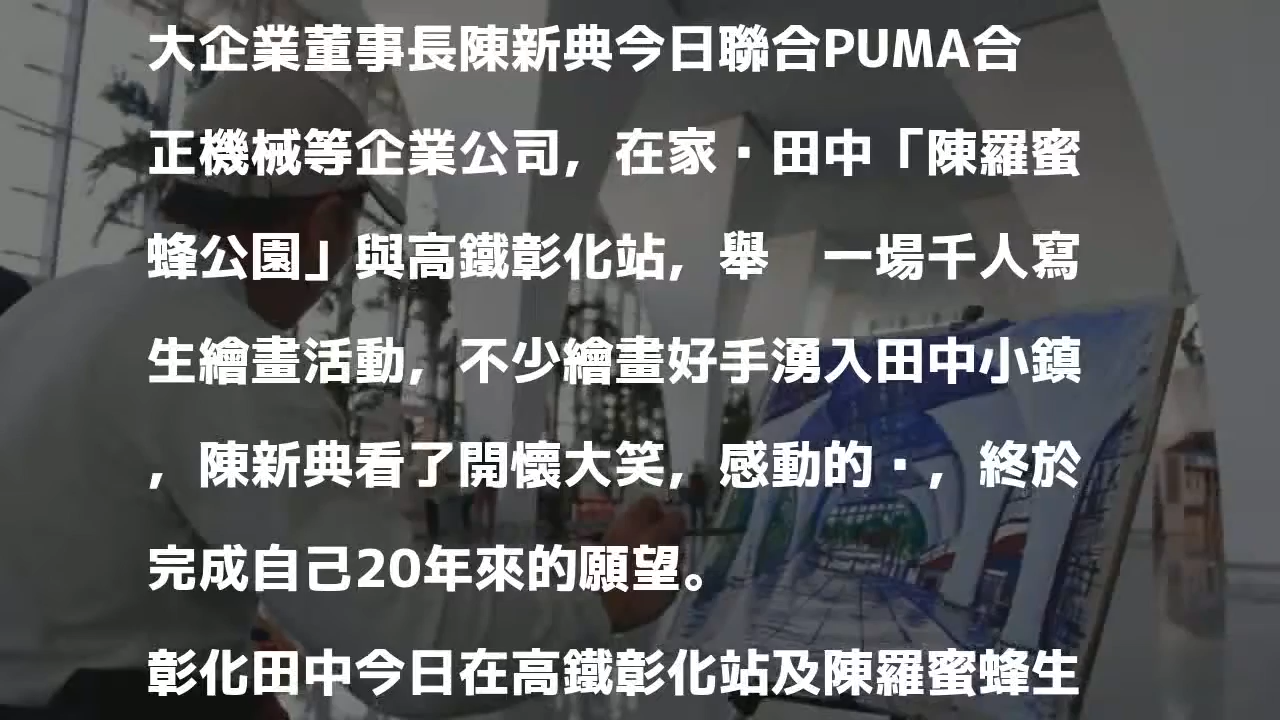 大企業董事長陳新典今日聯合PUMA合
正機械等企業公司，在家·田中「陳羅蜜
蜂公園」與高鐵彰化站，舉　一場千人寫
生繪畫活動，不少繪畫好手湧入田中小鎮
，陳新典看了開懷大笑，感動的·，終於
完成自己20年來的願望。
彰化田中今日在高鐵彰化站及陳羅蜜蜂生